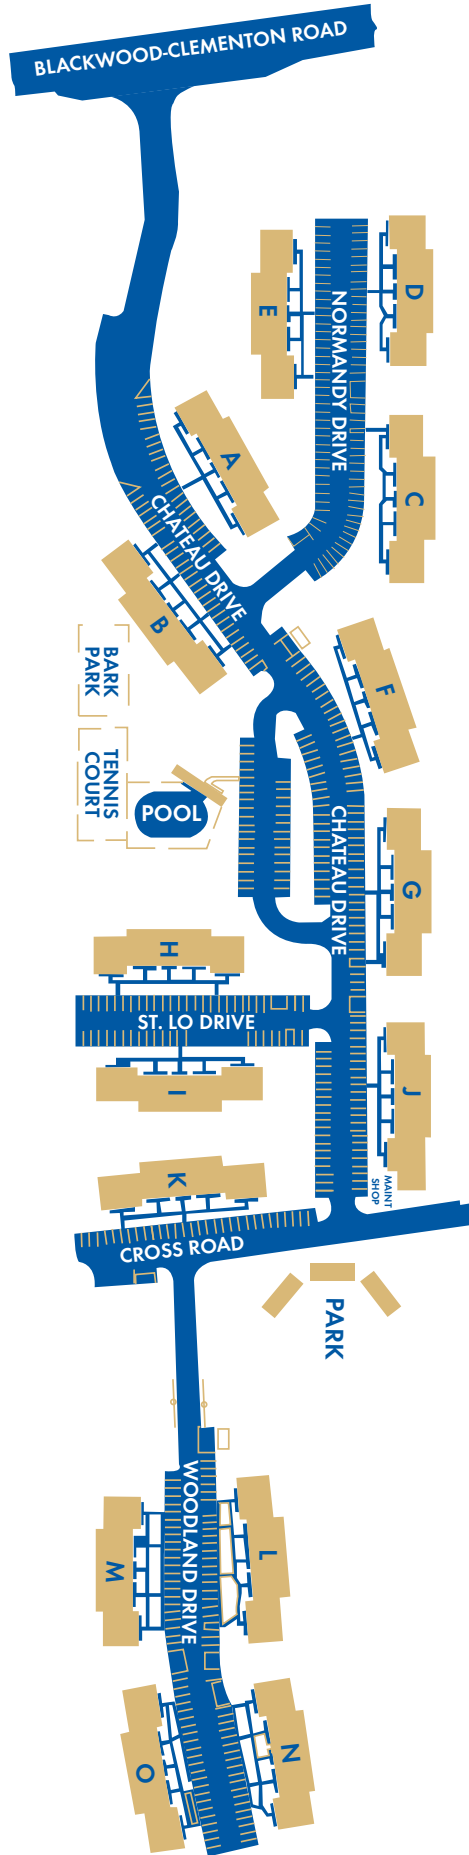 BLACKWOOD-CLEMENTON ROAD
D
E
NORMANDY DRIVE
A
C
CHATEAU DRIVE
B
BARK
PARK
F
TENNIS
COURT
POOL
CHATEAU DRIVE
G
H
ST. LO DRIVE
I
J
MAINT
SHOP
K
CROSS ROAD
PARK
WOODLAND DRIVE
L
M
N
O